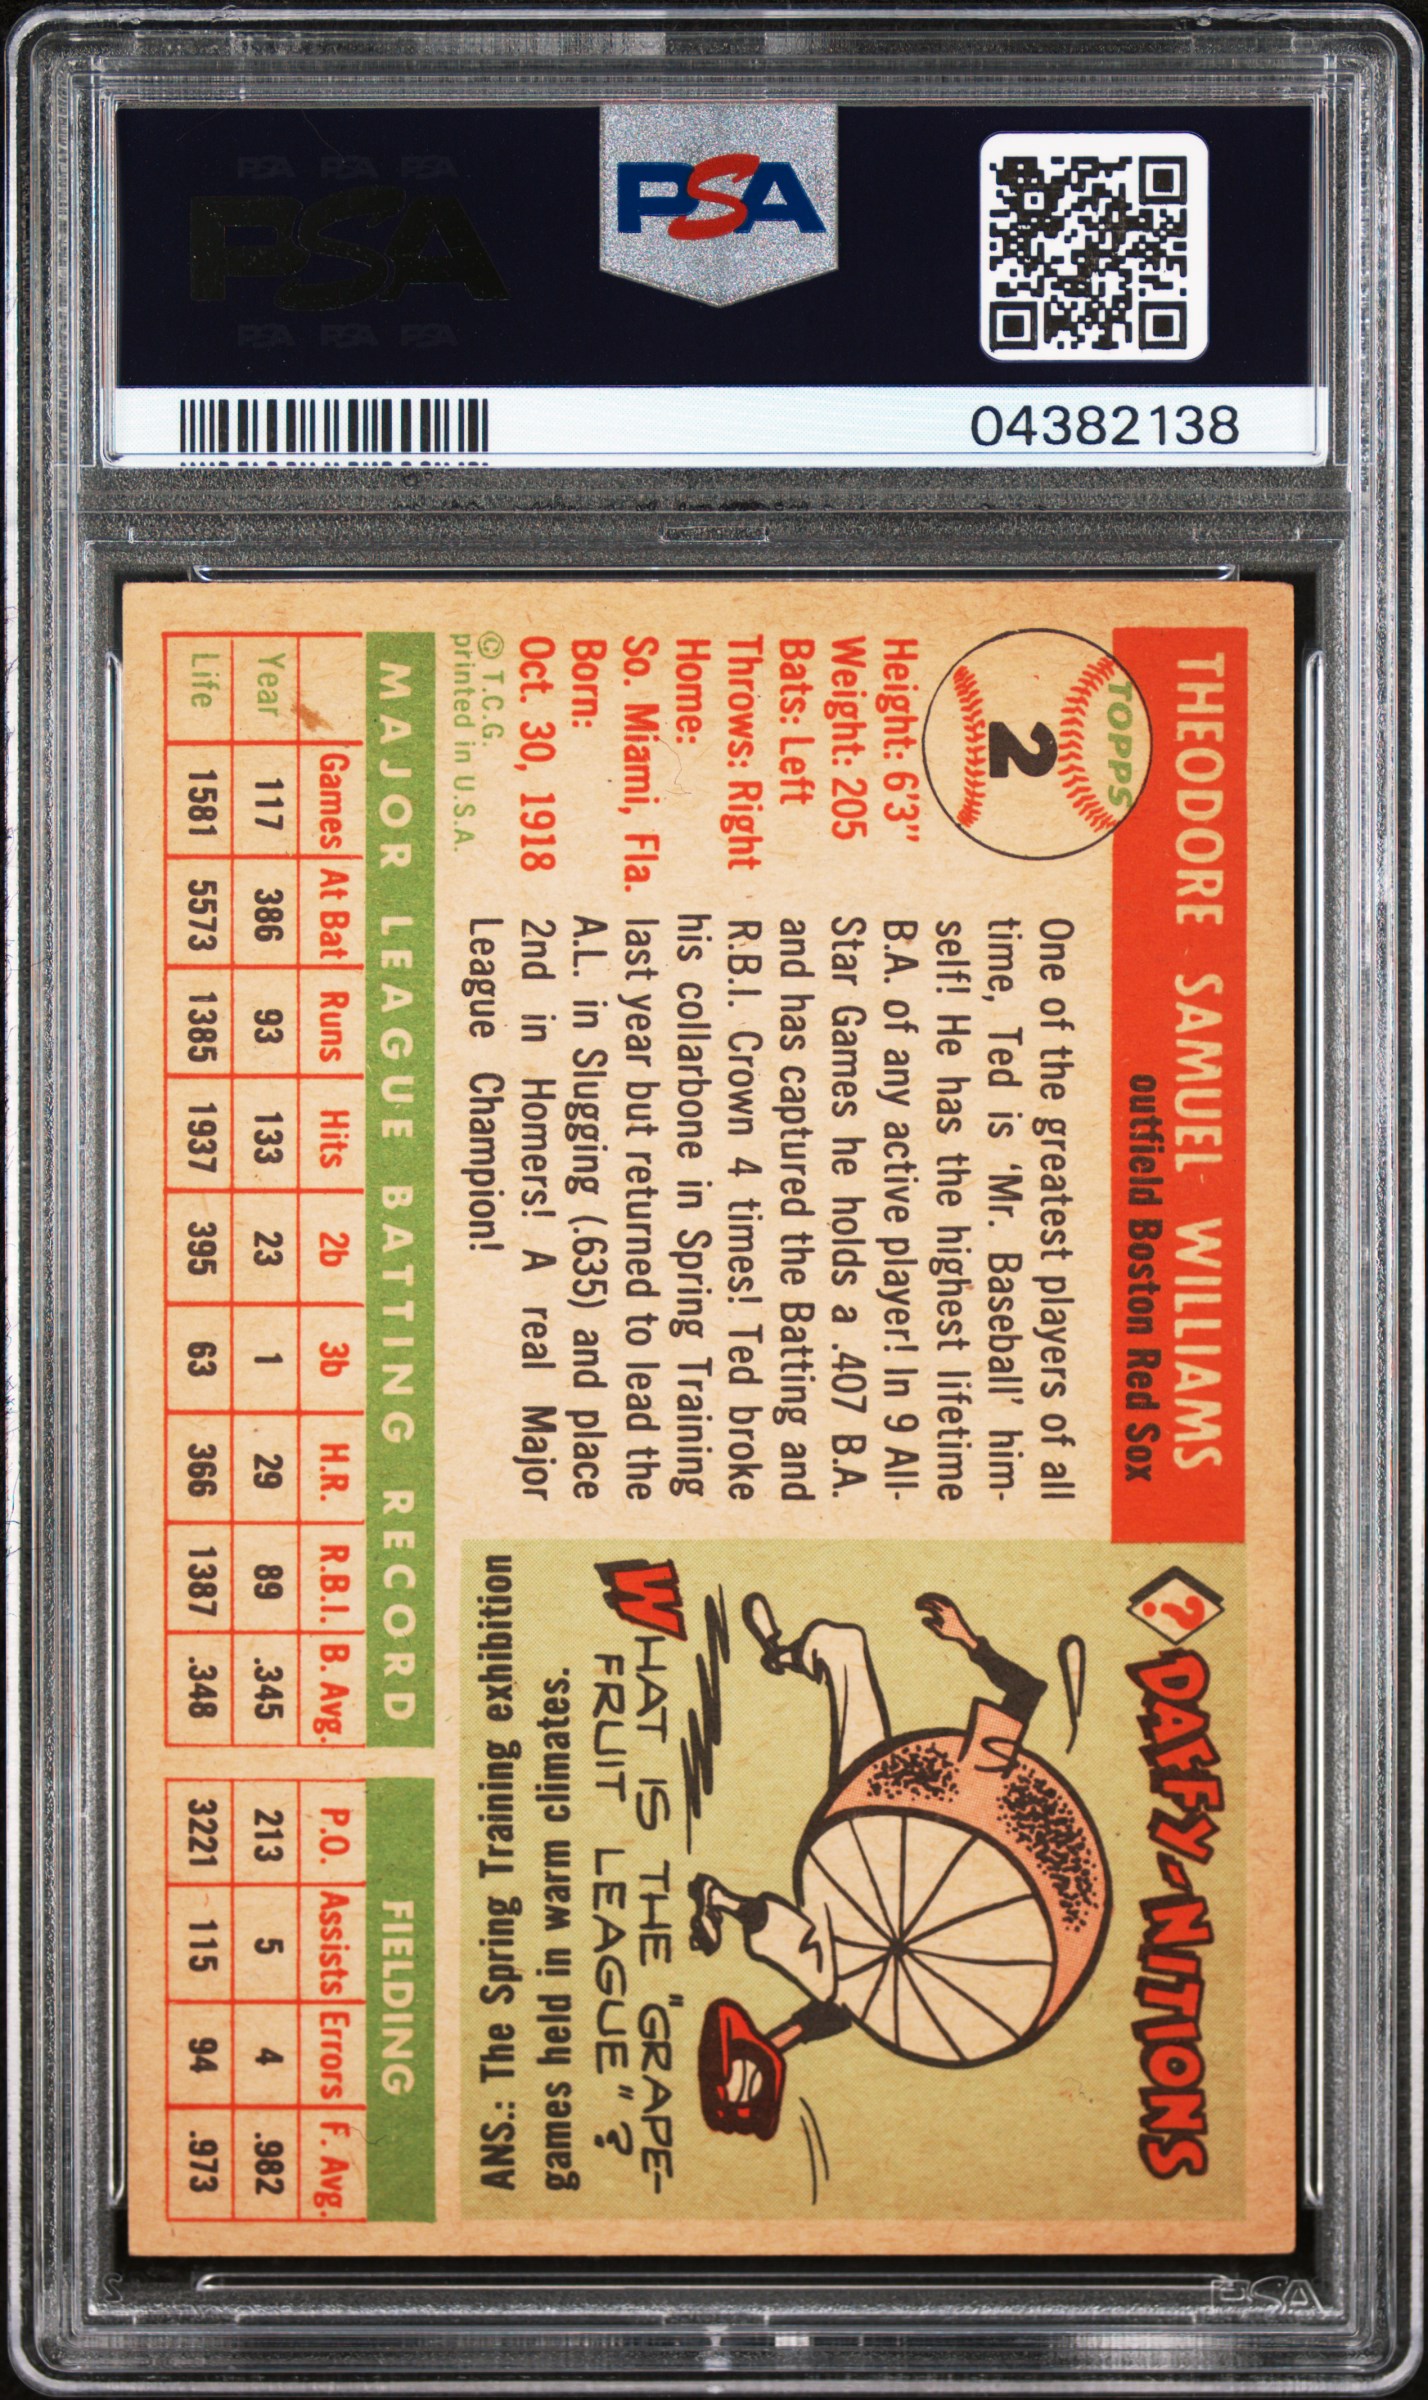 PSA PSA PSA
PSA
PSA PSA PSA
PSA
04382138
THEODORE SAMUEL WILLIAMS
outfield Boston Red Sox
TOPPS
2
Height: 6'3"
Weight: 205
Bats: Left
Throws: Right
Home:
So. Miami, Fla.
Born:
Oct. 30, 1918
© T.C.G.
printed in U.S.A.
One of the greatest players of all
time, Ted is 'Mr. Baseball' him-
self! He has the highest lifetime
B.A. of any active player! In 9 All-
Star Games he holds a .407 B.A.
and has captured the Batting and
R.B.I. Crown 4 times! Ted broke
his collarbone in Spring Training
last year but returned to lead the
A.L. in Slugging (.635) and place
2nd in Homers! A real Major
League Champion!
? DAFFY-NITIONS
WHAT IS THE "GRAPE-
FRUIT LEAGUE"?
ANS.: The Spring Training exhibition
games held in warm climates.
MAJOR LEAGUE BATTING RECORD FIELDING
Games At Bat Runs Hits 2b 3b H.R. R.B.I. B. Avg. P.O. Assists Errors F. Avg.
Year 117 386 93 133 23 1 29 89 .345 213 5 4 .982
Life 1581 5573 1385 1937 395 63 366 1387 .348 3221 115 94 .973
PSA